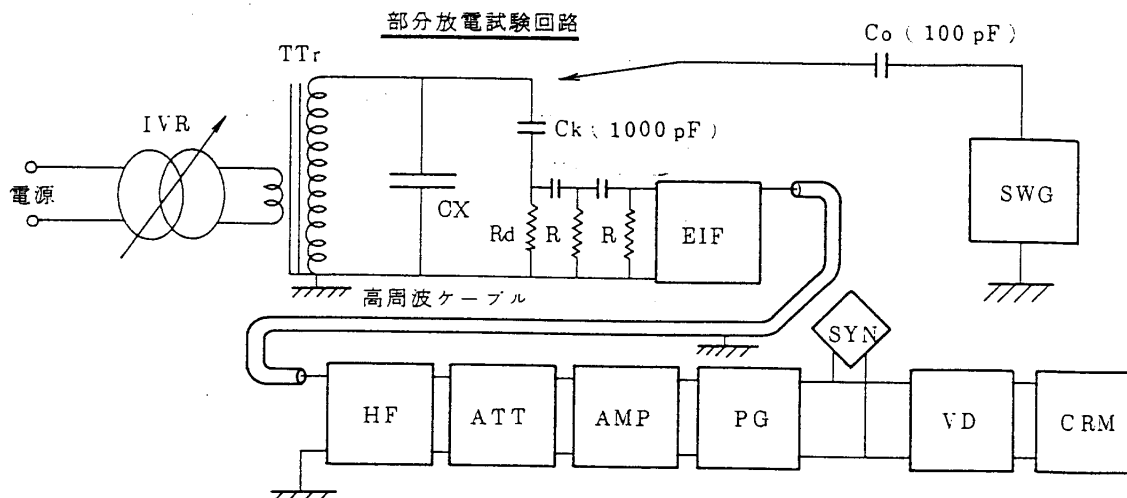 部分放電試験回路
Co ( 100 pF )
TTr
IVR
Ck ( 1000 pF )
電源
CX
Rd
R
R
EIF
SWG
高周波ケーブル
SYN
HF
ATT
AMP
PG
VD
CRM